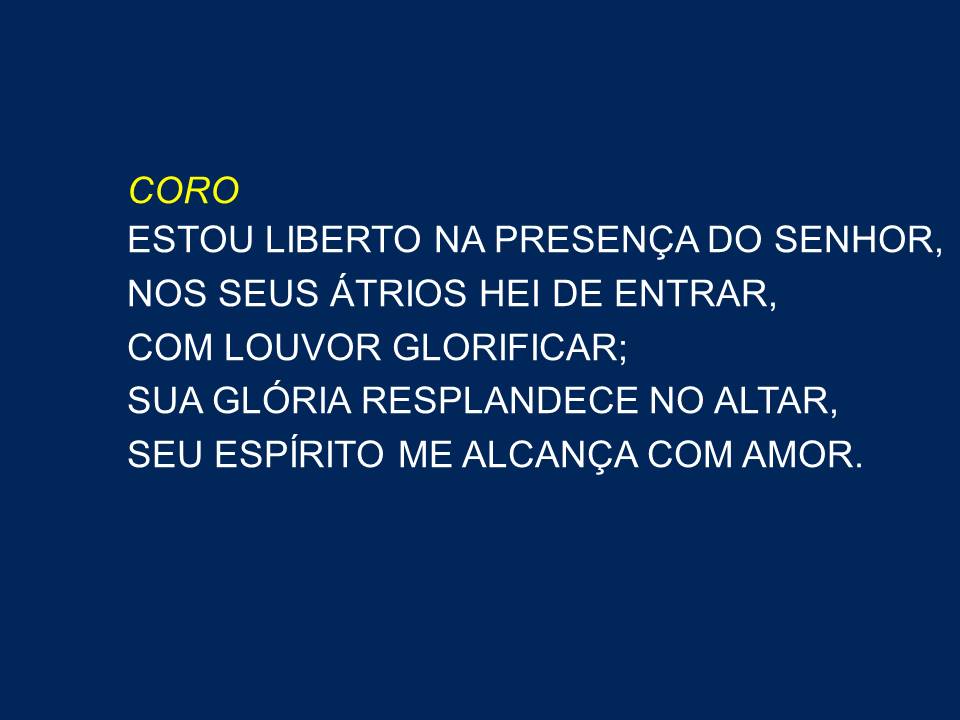 CORO
ESTOU LIBERTO NA PRESENÇA DO SENHOR,
NOS SEUS ÁTRIOS HEI DE ENTRAR,
COM LOUVOR GLORIFICAR;
SUA GLÓRIA RESPLANDECE NO ALTAR,
SEU ESPÍRITO ME ALCANÇA COM AMOR.